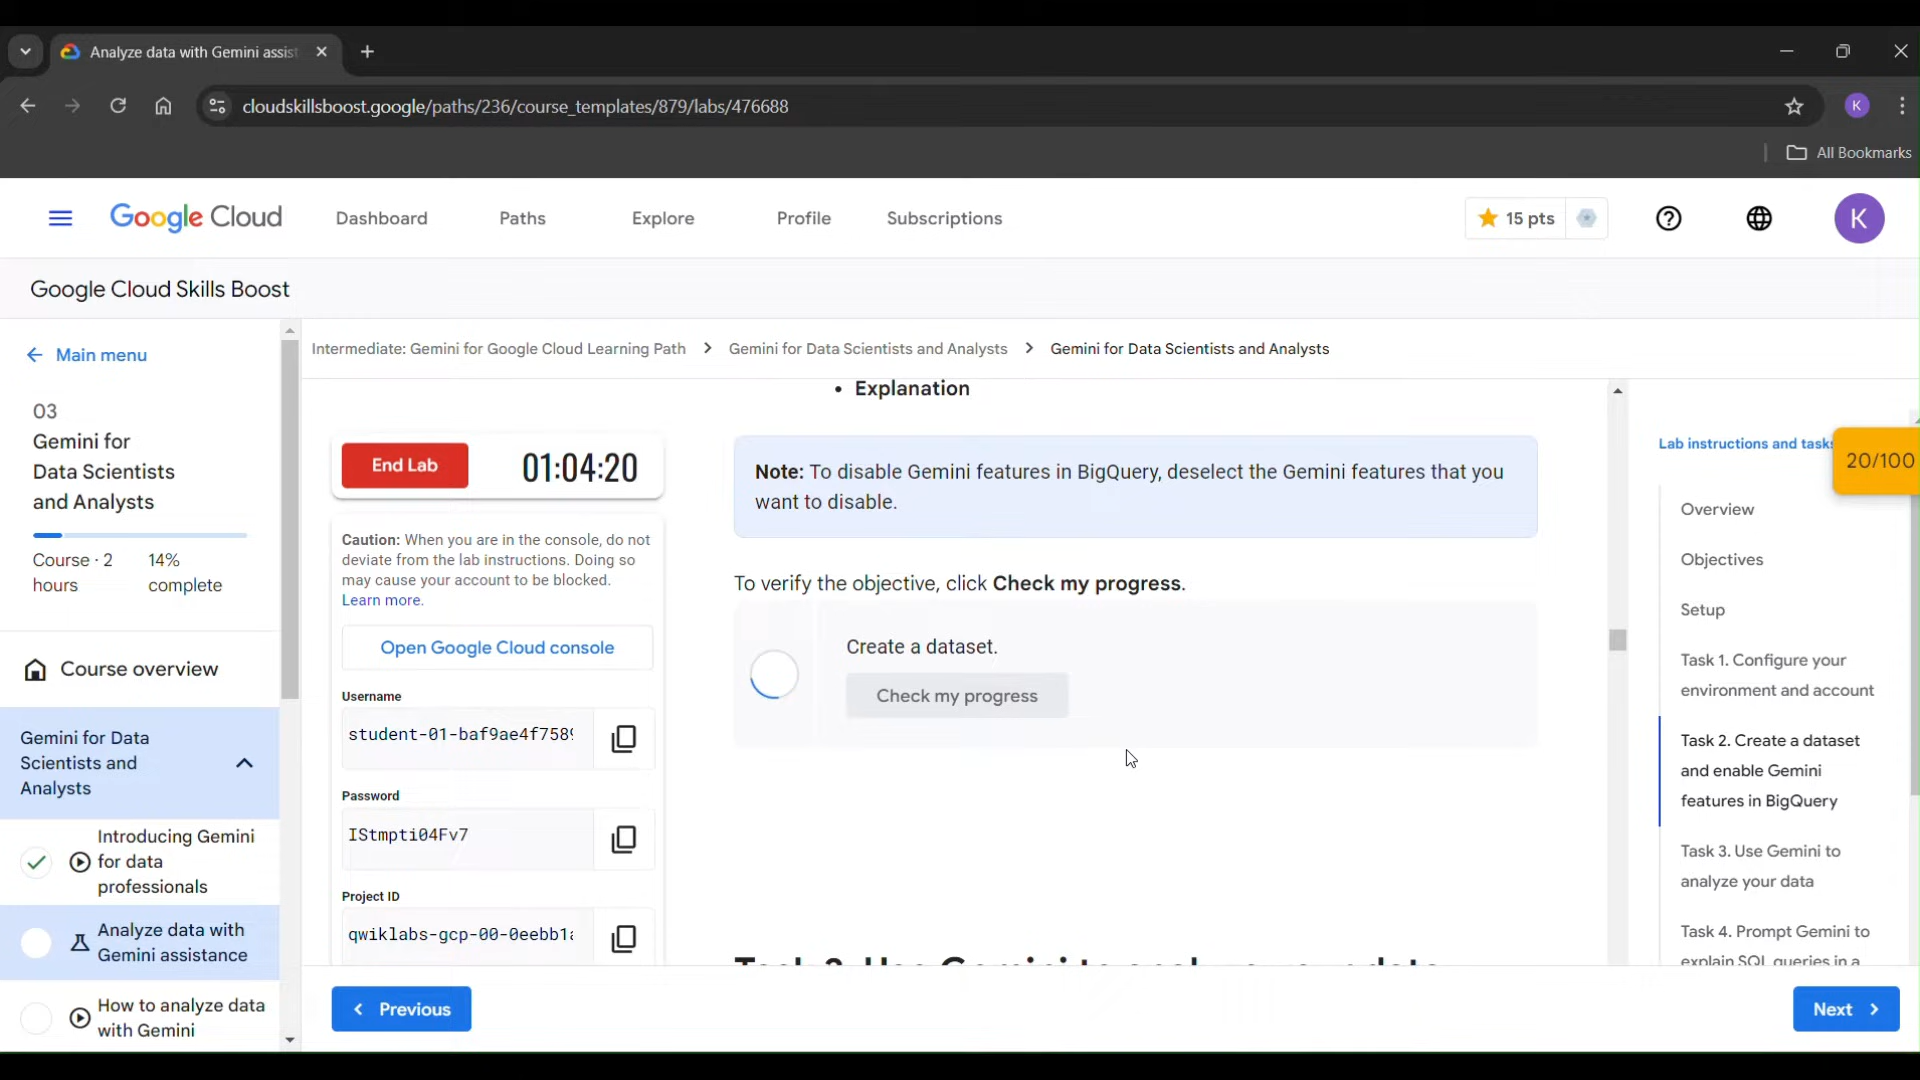 Analyze data with Gemini assist
cloudskillsboost.google/paths/236/course_templates/879/labs/476688
K
All Bookmarks
Google Cloud
Dashboard
Paths
Explore
Profile
Subscriptions
15 pts
K
Google Cloud Skills Boost
Main menu
03
Gemini for
Data Scientists
and Analysts
Course · 2
hours
14%
complete
Course overview
Gemini for Data
Scientists and
Analysts
Introducing Gemini
for data
professionals
Analyze data with
Gemini assistance
How to analyze data
with Gemini
Intermediate: Gemini for Google Cloud Learning Path > Gemini for Data Scientists and Analysts > Gemini for Data Scientists and Analysts
End Lab
01:04:20
Caution: When you are in the console, do not
deviate from the lab instructions. Doing so
may cause your account to be blocked.
Learn more.
Open Google Cloud console
Username
student-01-baf9ae4f758
Password
IStmpti04Fv7
Project ID
qwiklabs-gcp-00-0eebb1
• Explanation
Note: To disable Gemini features in BigQuery, deselect the Gemini features that you
want to disable.
To verify the objective, click Check my progress.
Create a dataset.
Check my progress
Lab instructions and tasks
20/100
Overview
Objectives
Setup
Task 1. Configure your
environment and account
Task 2. Create a dataset
and enable Gemini
features in BigQuery
Task 3. Use Gemini to
analyze your data
Task 4. Prompt Gemini to
explain SQL queries in a
Previous
Next